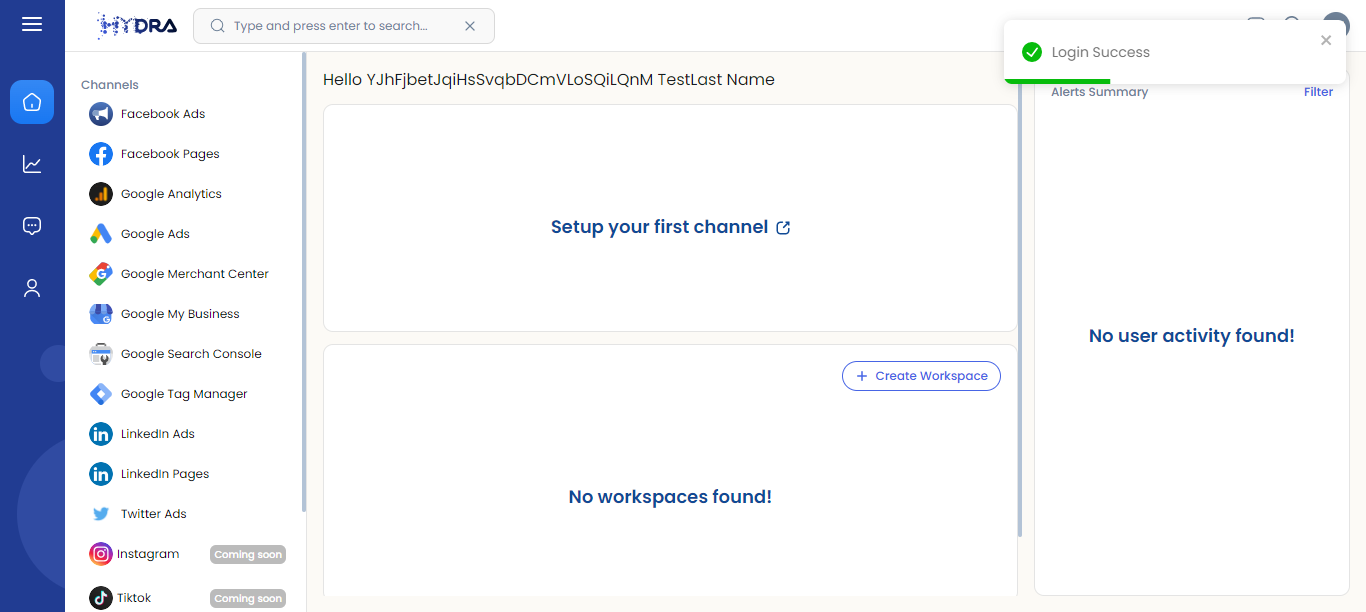 HYDRA
Type and press enter to search...
Login Success
Channels
Facebook Ads
Facebook Pages
Google Analytics
Google Ads
Google Merchant Center
Google My Business
Google Search Console
Google Tag Manager
LinkedIn Ads
LinkedIn Pages
Twitter Ads
Instagram Coming soon
Tiktok Coming soon
Hello YJhFjbetJqiHsSvqbDCmVLoSQiLQnM TestLast Name
Setup your first channel
Create Workspace
No workspaces found!
Alerts Summary Filter
No user activity found!